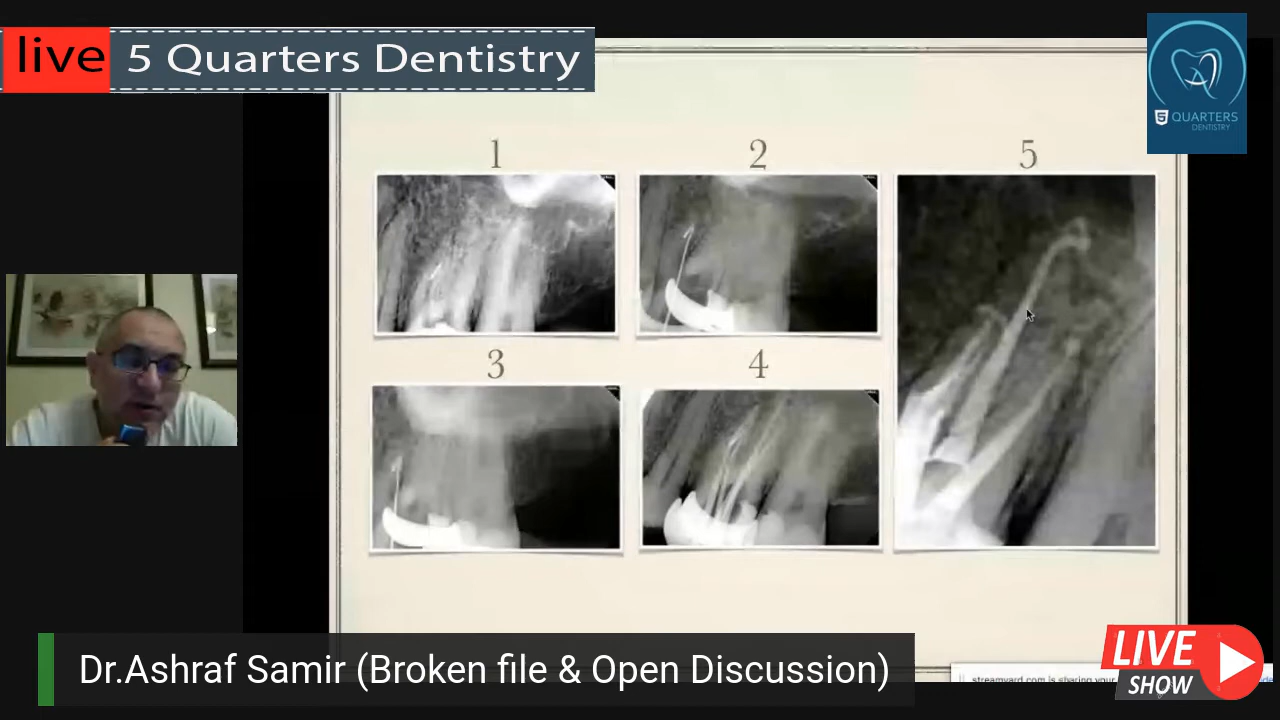 live 5 Quarters Dentistry
5 QUARTERS
DENTISTRY
1
2
5
3
4
Dr.Ashraf Samir (Broken file & Open Discussion)
LIVE
SHOW
streamyard.com is sharing your